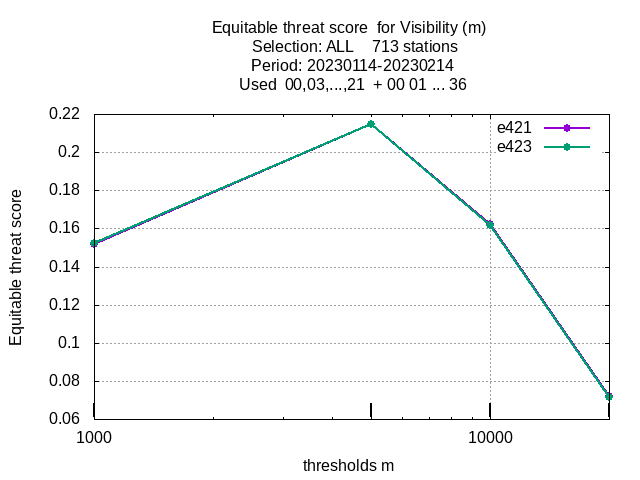 Equitable threat score  for Visibility (m)
Selection: ALL    713 stations
Period: 20230114-20230214
Used  00,03,...,21  + 00 01 ... 36
e421
e423
0.22
0.2
0.18
0.16
0.14
0.12
0.1
0.08
0.06
Equitable threat score
1000
10000
thresholds m